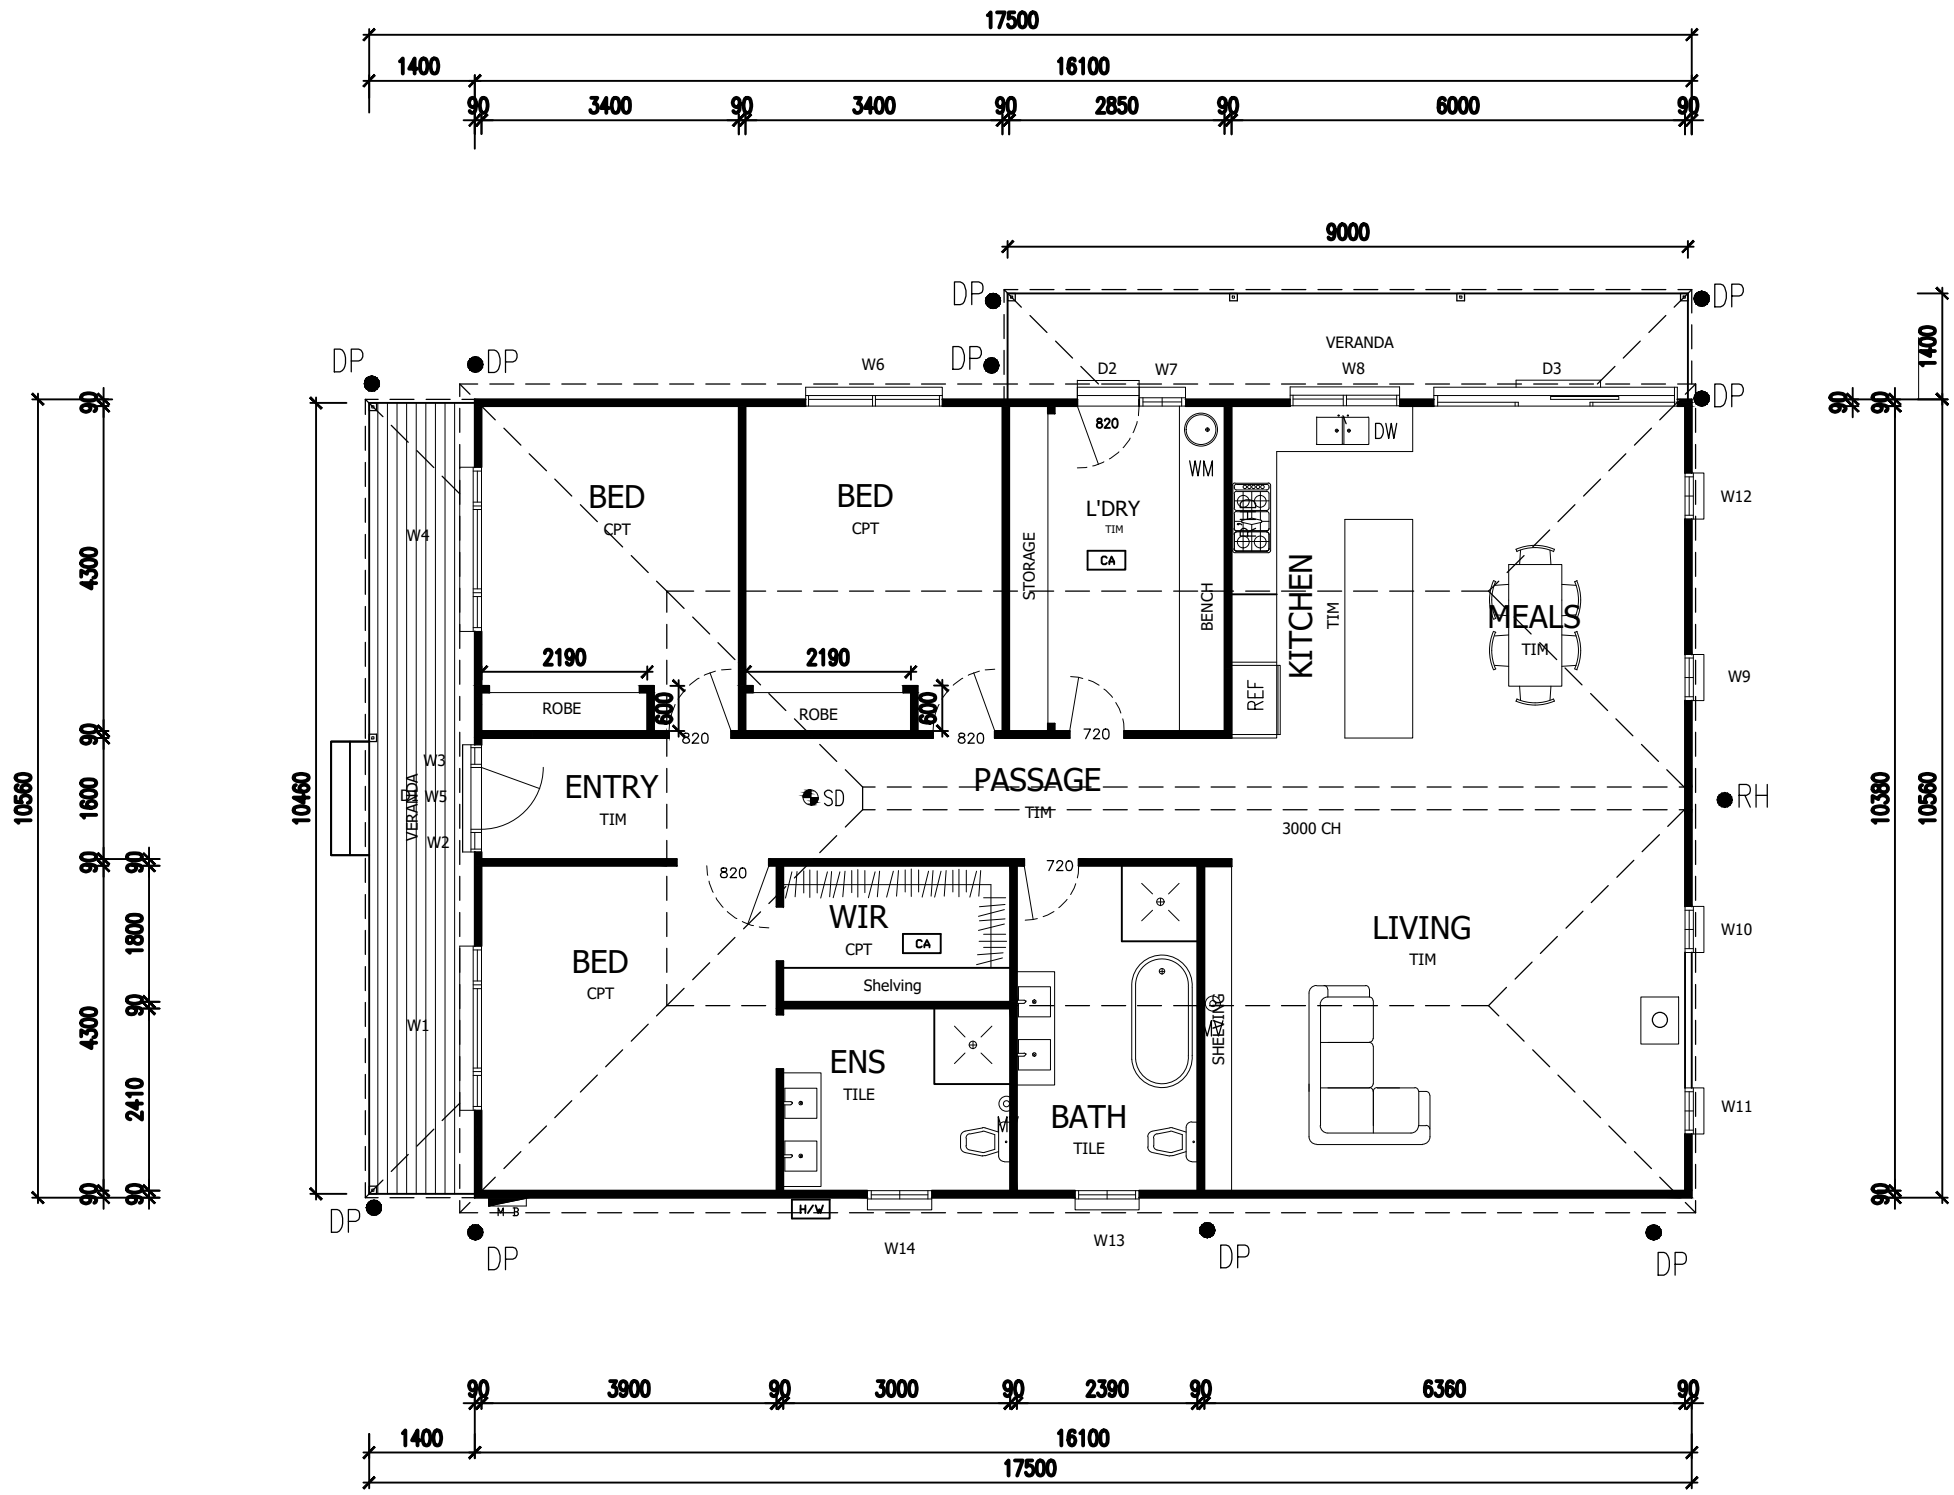 17500
1400 16100
90 3400 90 3400 90 2850 90 6000 90
9000
DP DP
1400
VERANDA
DP DP W6 DP D2 W7 W8 D3
DP
90 90 90
820 DW
WM
BED BED L'DRY W12
CPT CPT TIM
W4
4300
STORAGE CA
BENCH
KITCHEN
TIM
MEALS
TIM
2190 2190
W9
REF
ROBE 600 ROBE 600
90 820 820 720
W3
ENTRY PASSAGE
10560 1600 10460 VERANDA W5 SD RH 10380 10560
TIM TIM
3000 CH
W2
90 90
820 720
WIR
CPT CA
1800
LIVING
TIM
W10
BED
CPT
Shelving
90
4300 W1
SHELVING
ENS
TILE
2410
BATH
TILE
W11
90 90 90
M B H/W
DP DP W14 W13 DP DP
90 3900 90 3000 90 2390 90 6360 90
1400 16100
17500